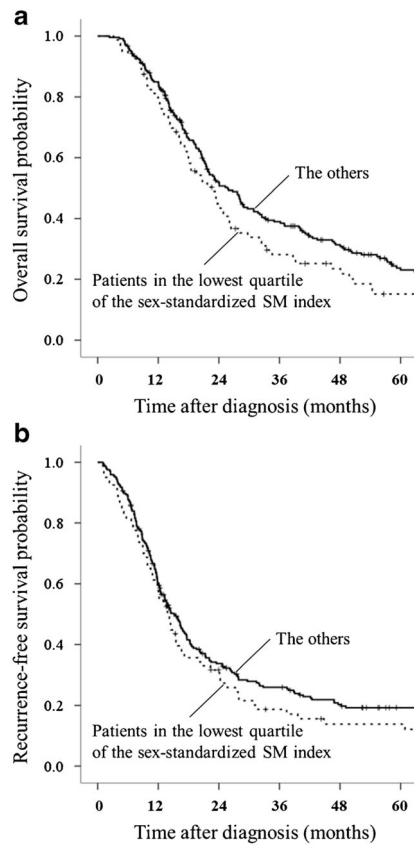 a
Overall survival probability
1.0
0.8
0.6
0.4
0.2
0.0
The others
Patients in the lowest quartile
of the sex-standardized SM index
0 12 24 36 48 60
Time after diagnosis (months)
b
Recurrence-free survival probability
1.0
0.8
0.6
0.4
0.2
0.0
The others
Patients in the lowest quartile
of the sex-standardized SM index
0 12 24 36 48 60
Time after diagnosis (months)